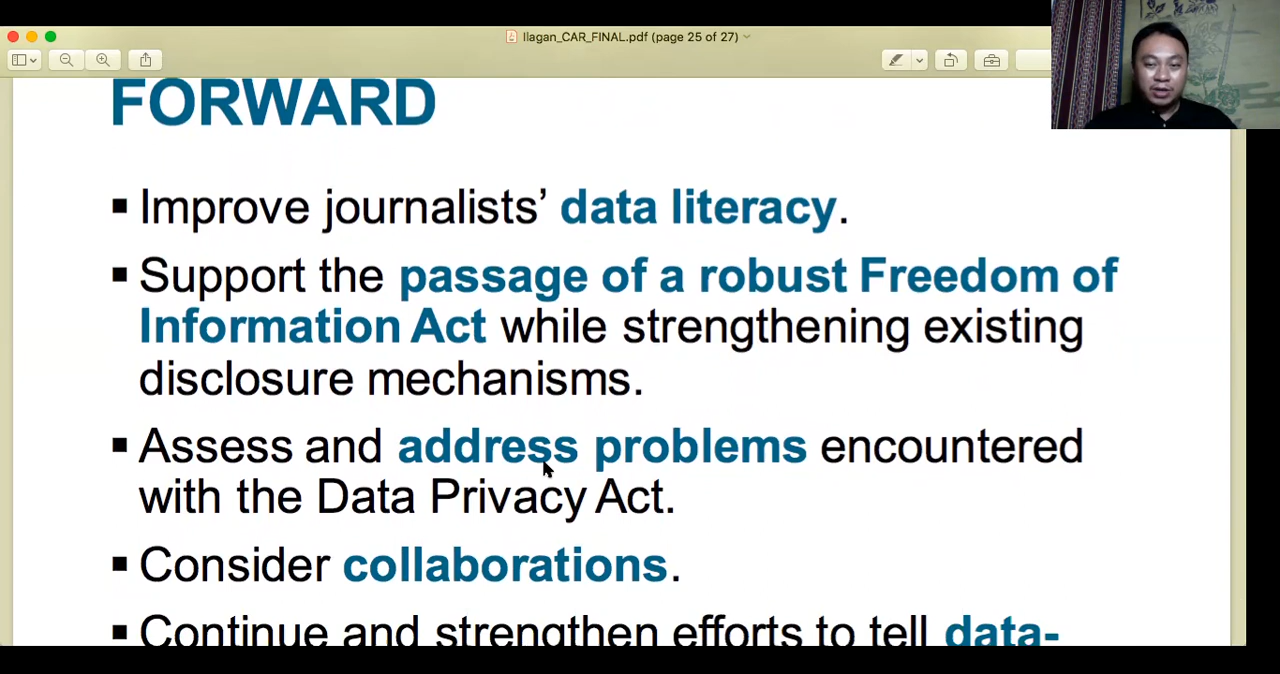 Ilagan_CAR_FINAL.pdf (page 25 of 27)
FORWARD
▪ Improve journalists’ data literacy.
▪ Support the passage of a robust Freedom of
Information Act while strengthening existing
disclosure mechanisms.
▪ Assess and address problems encountered
with the Data Privacy Act.
▪ Consider collaborations.
▪ Continue and strengthen efforts to tell data-